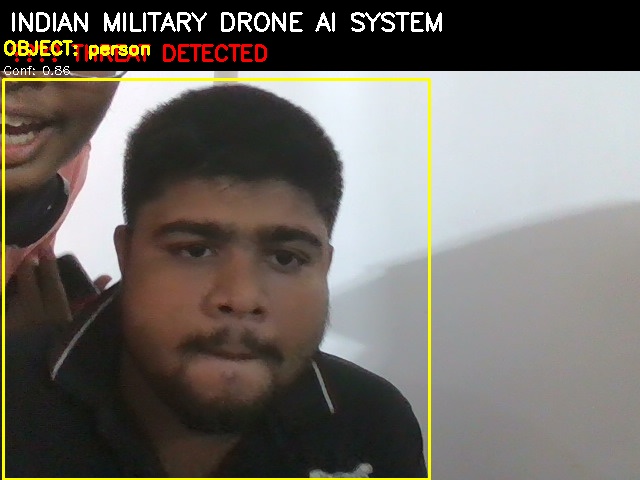 INDIAN MILITARY DRONE AI SYSTEM
OBJECT: person
!!!! THREAT DETECTED
Conf: 0.86